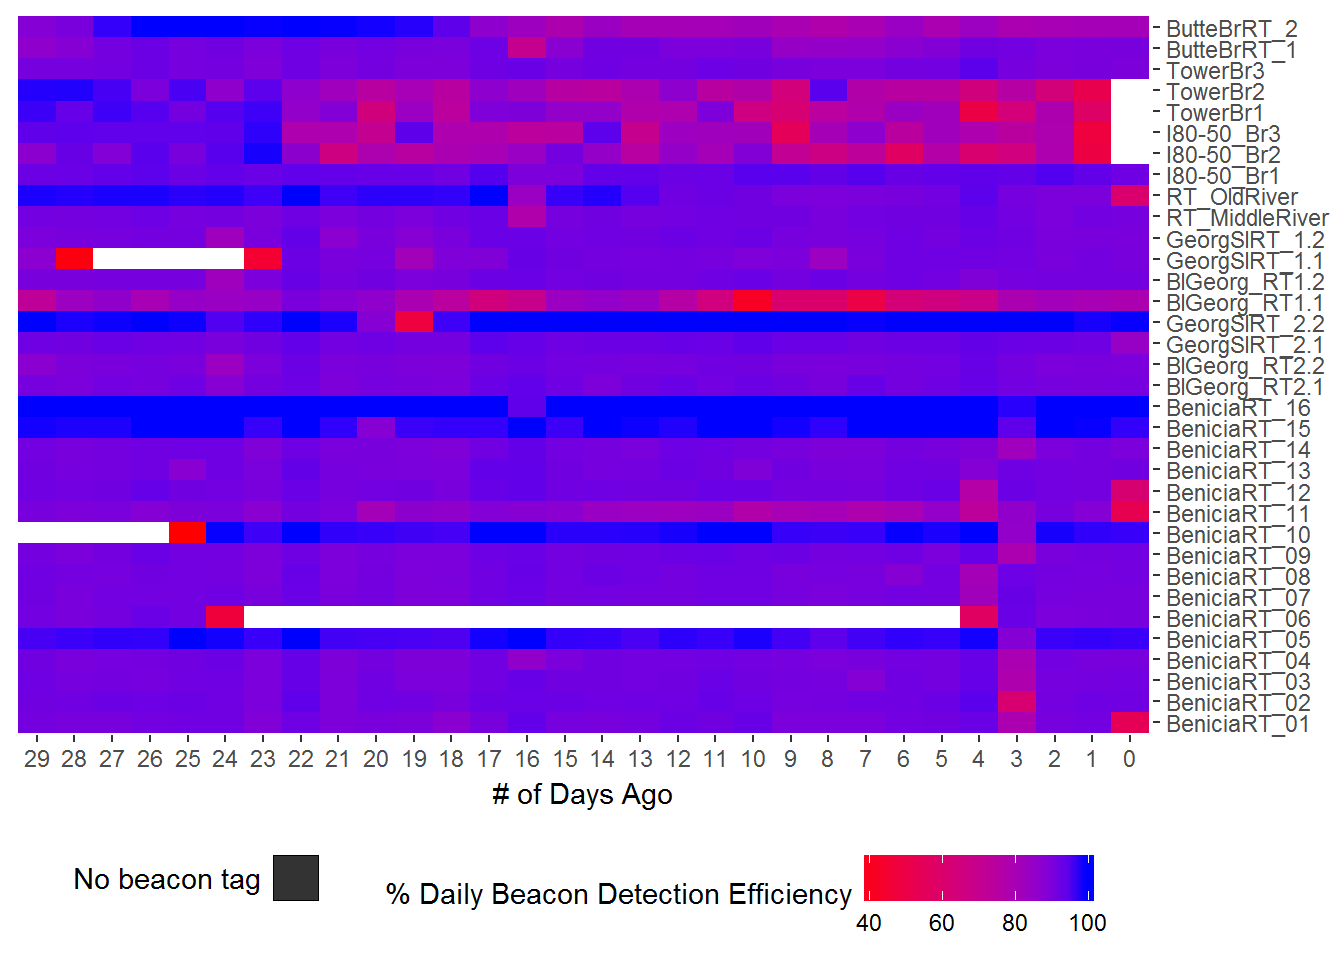 ButteBrRT_2
ButteBrRT_1
TowerBr3
TowerBr2
TowerBr1
I80-50_Br3
I80-50_Br2
I80-50_Br1
RT_OldRiver
RT_MiddleRiver
GeorgSlRT_1.2
GeorgSlRT_1.1
BlGeorg_RT1.2
BlGeorg_RT1.1
GeorgSlRT_2.2
GeorgSlRT_2.1
BlGeorg_RT2.2
BlGeorg_RT2.1
BeniciaRT_16
BeniciaRT_15
BeniciaRT_14
BeniciaRT_13
BeniciaRT_12
BeniciaRT_11
BeniciaRT_10
BeniciaRT_09
BeniciaRT_08
BeniciaRT_07
BeniciaRT_06
BeniciaRT_05
BeniciaRT_04
BeniciaRT_03
BeniciaRT_02
BeniciaRT_01
29 28 27 26 25 24 23 22 21 20 19 18 17 16 15 14 13 12 11 10 9 8 7 6 5 4 3 2 1 0
# of Days Ago
No beacon tag
% Daily Beacon Detection Efficiency
40 60 80 100